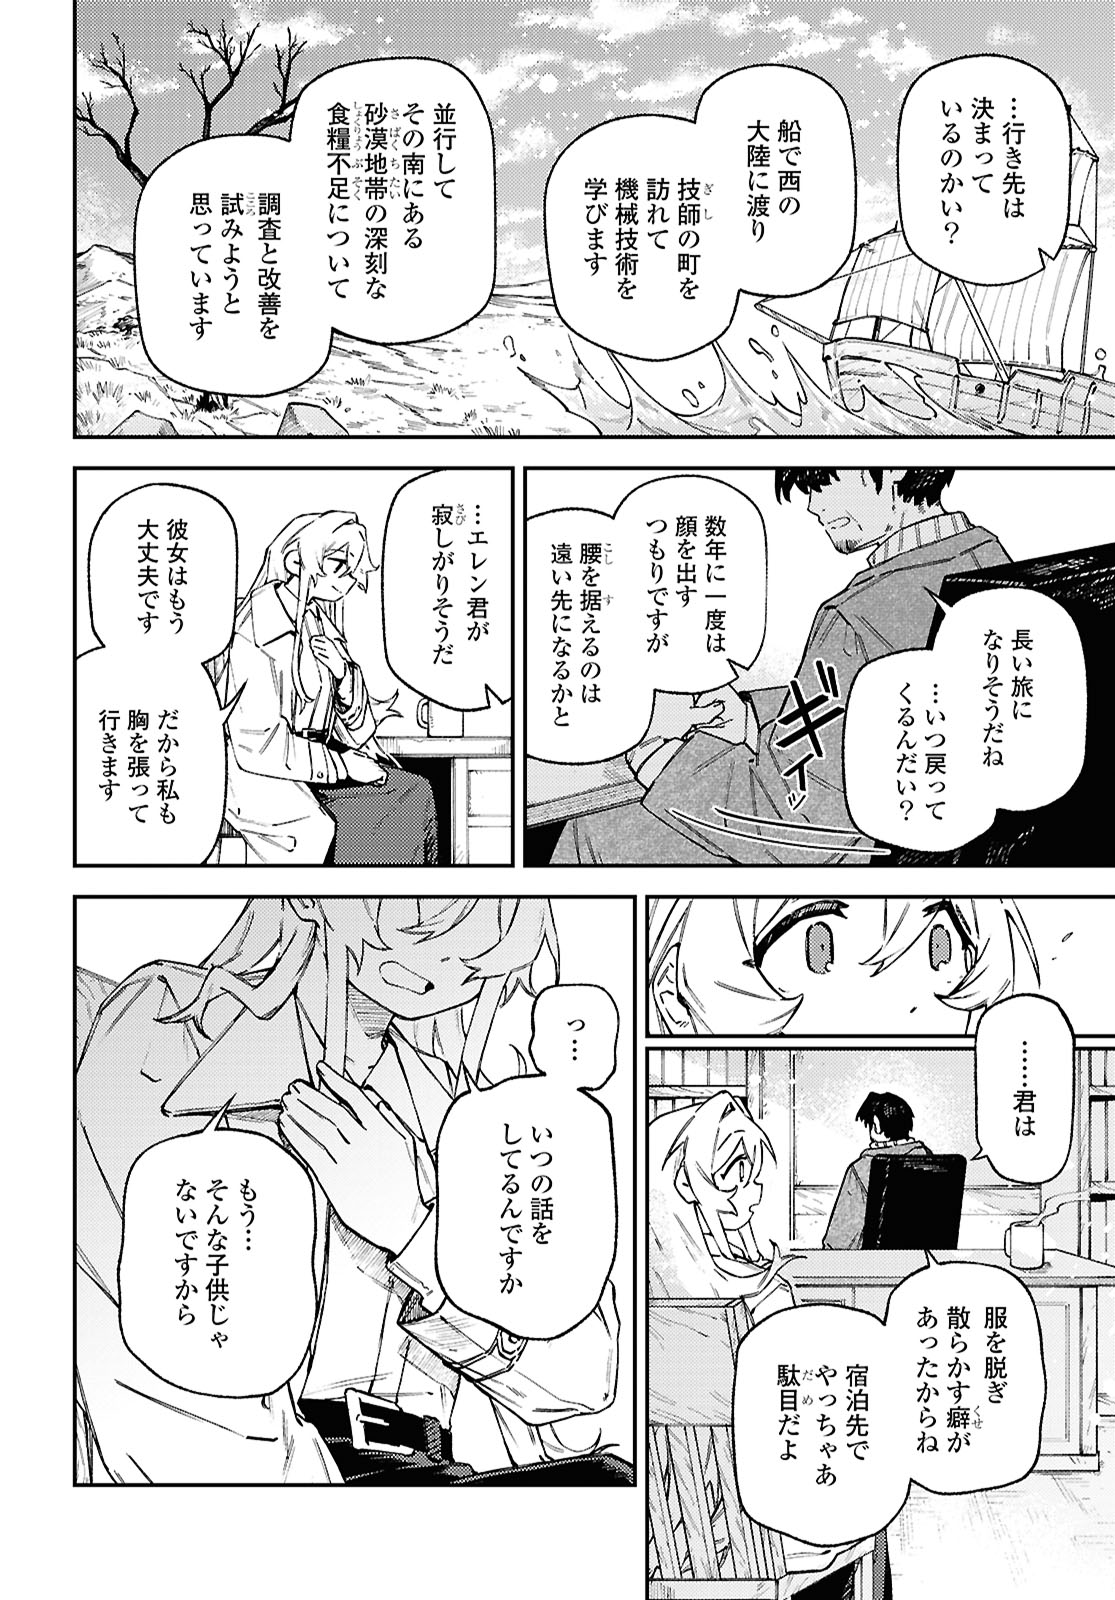 …行き先は
決まって
いるのかい？
船で西の
大陸に渡り
技師の町を
訪れて
機械技術を
学びます
並行して
その南にある
砂漠地帯の深刻な
食糧不足について
調査と改善を
試みようと
思っています
長い旅に
なりそうだね
…いつ戻って
くるんだい？
ギィ
数年に一度は
顔を出す
つもりですが
腰を据えるのは
遠い先になるかと
…エレン君が
寂しがりそうだ
彼女はもう
大丈夫です
だから私も
胸を張って
行きます
……君は
服を脱ぎ
散らかす癖が
あったからね
宿泊先で
やっちゃあ
駄目だよ
っ…
いつの話を
してるんですか
もう…
そんな子供じゃ
ないですから